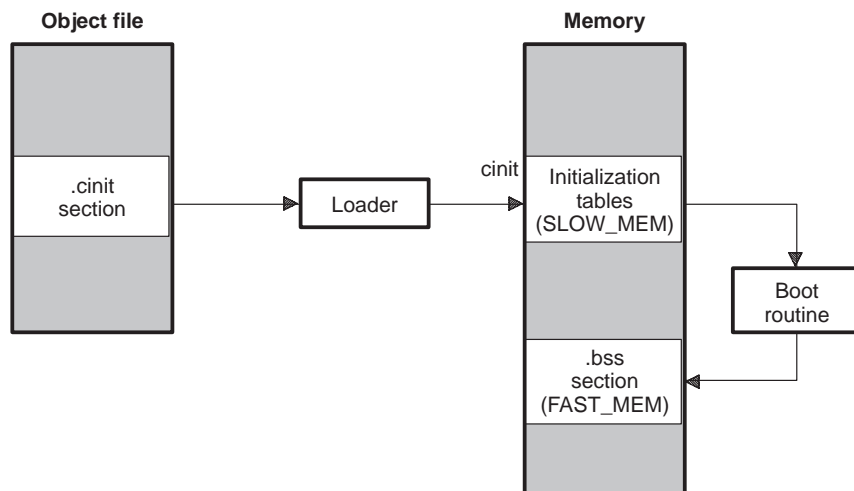 Object file
Memory
.cinit
section
Loader
cinit
Initialization
tables
(SLOW_MEM)
Boot
routine
.bss
section
(FAST_MEM)